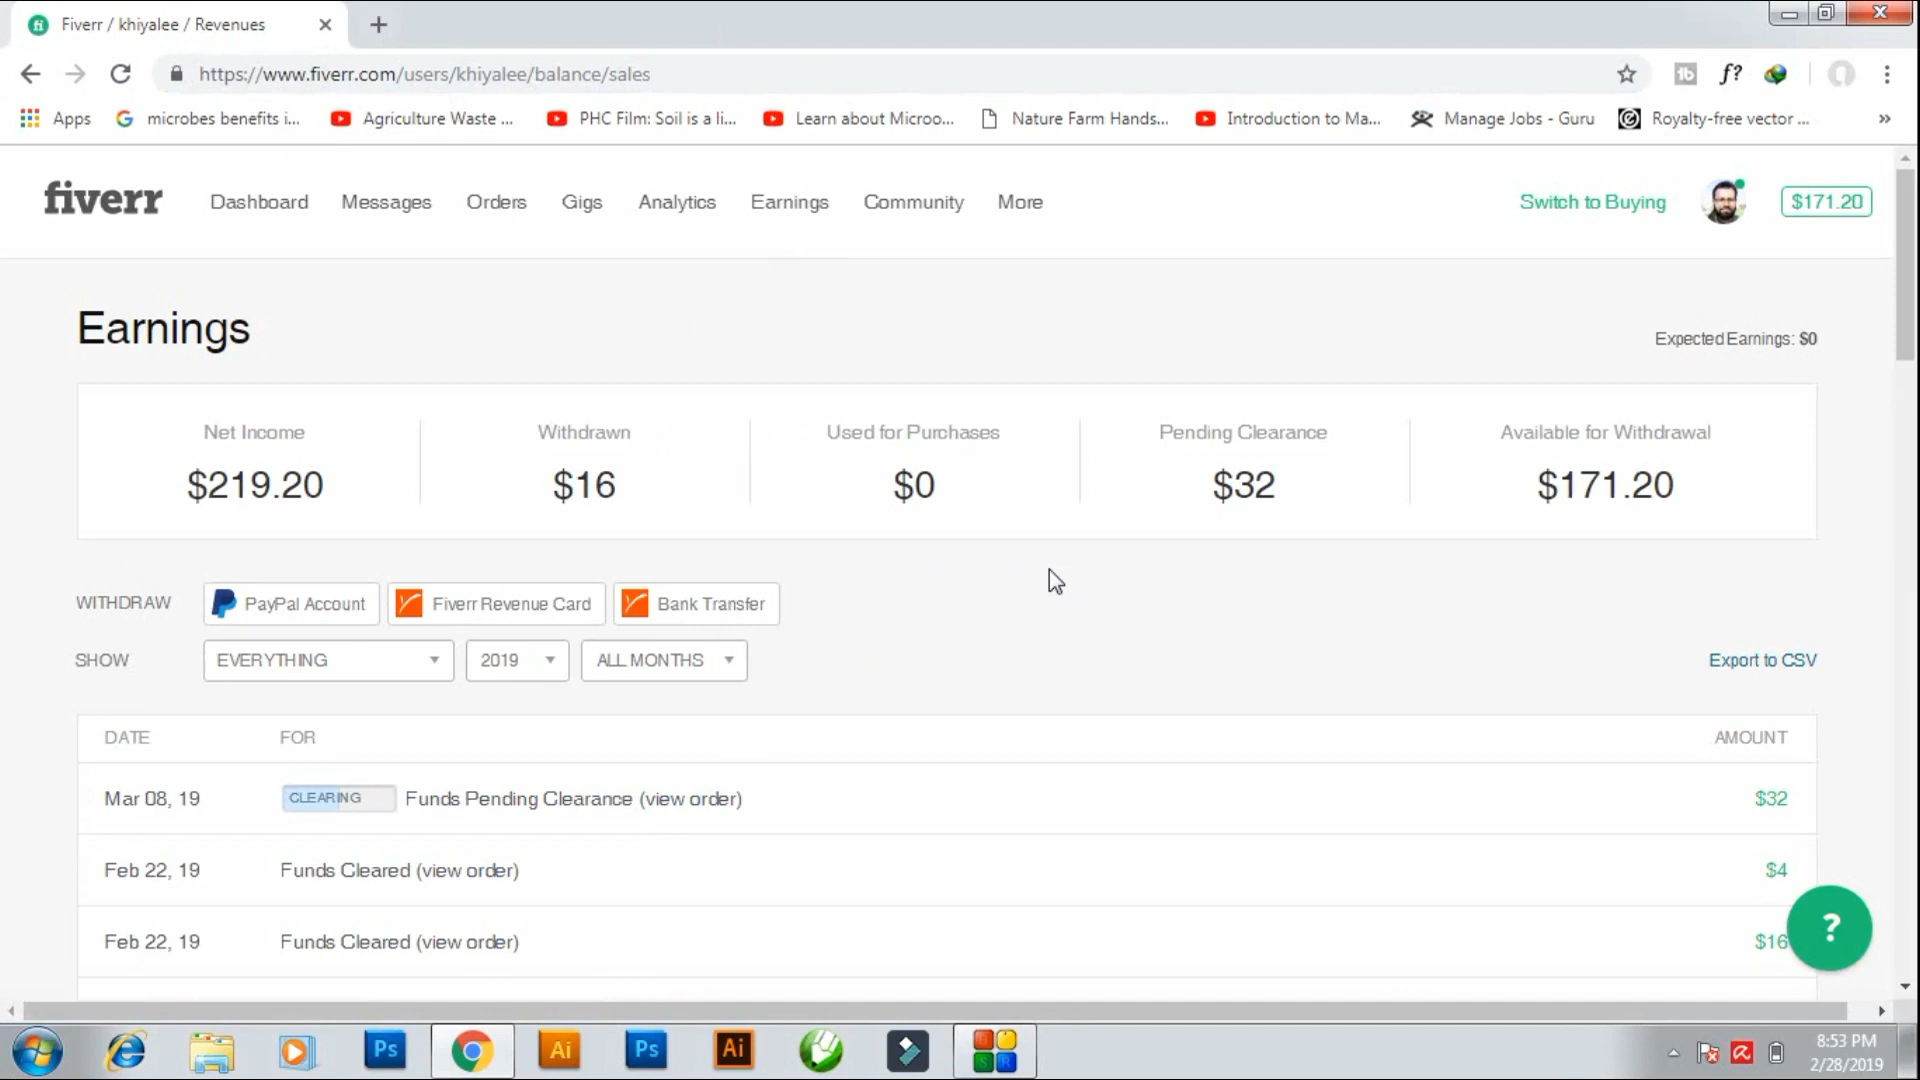 Fiverr / khiyalee / Revenues
https://www.fiverr.com/users/khiyalee/balance/sales
Apps
microbes benefits i...
Agriculture Waste ...
PHC Film: Soil is a li...
Learn about Microo...
Nature Farm Hands...
Introduction to Ma...
Manage Jobs - Guru
Royalty-free vector ...
»
fiverr
Dashboard
Messages
Orders
Gigs
Analytics
Earnings
Community
More
Switch to Buying
$171.20
Earnings
Expected Earnings: $0
Net Income
Withdrawn
Used for Purchases
Pending Clearance
Available for Withdrawal
$219.20
$16
$0
$32
$171.20
WITHDRAW
PayPal Account
Fiverr Revenue Card
Bank Transfer
SHOW
EVERYTHING
2019
ALL MONTHS
Export to CSV
DATE
FOR
AMOUNT
Mar 08, 19
CLEARING
Funds Pending Clearance (view order)
$32
Feb 22, 19
Funds Cleared (view order)
$4
Feb 22, 19
Funds Cleared (view order)
$16
?
Ps
Ai
Ps
Ai
8:53 PM
2/28/2019